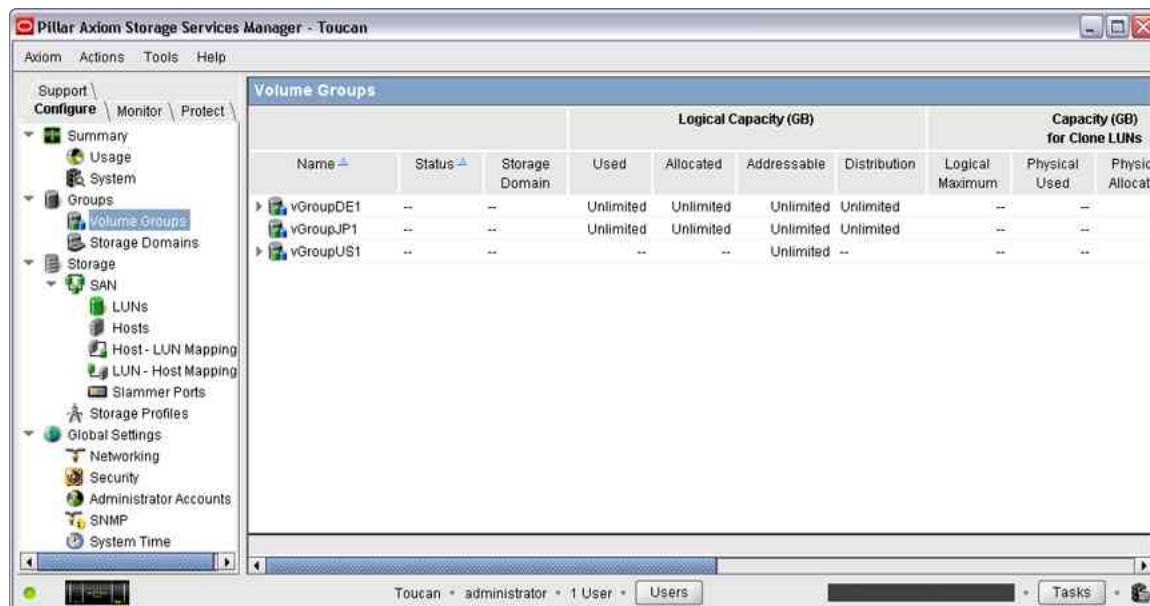 Pillar Axiom Storage Services Manager - Toucan
Axiom Actions Tools Help
Support
Configure Monitor Protect
Summary
Usage
System
Groups
Volume Groups
Storage Domains
Storage
SAN
LUNs
Hosts
Host - LUN Mapping
LUN - Host Mapping
Slammer Ports
Storage Profiles
Global Settings
Networking
Security
Administrator Accounts
SNMP
System Time
Volume Groups
Logical Capacity (GB)
Capacity (GB)
for Clone LUNs
Name Status Storage Domain Used Allocated Addressable Distribution Logical Maximum Physical Used Physic Allocat
vGroupDE1 -- -- Unlimited Unlimited Unlimited Unlimited -- --
vGroupJP1 -- -- Unlimited Unlimited Unlimited Unlimited -- --
vGroupUS1 -- -- -- -- Unlimited -- -- --
Toucan • administrator • 1 User • Users • Tasks •